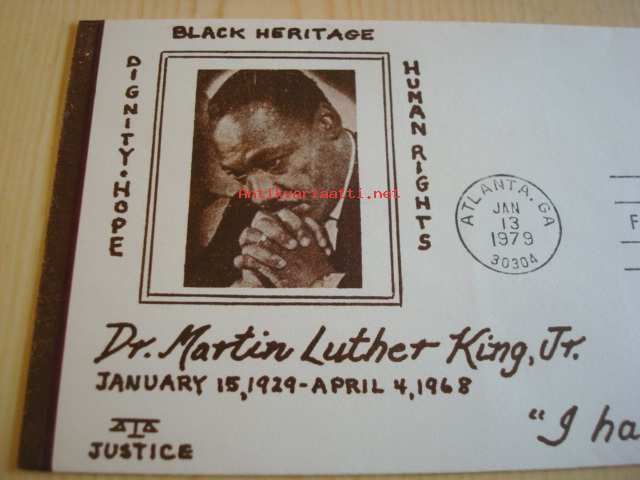 BLACK HERITAGE
DIGNITY·HOPE
HUMAN RIGHTS
Antikvariaatti.net
ATLANTA, GA
JAN
13
1979
30304
F
Dr. Martin Luther King, Jr.
JANUARY 15, 1929-APRIL 4, 1968
"I ha
JUSTICE